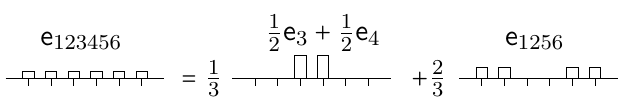 e₁₂₃₄₅₆ = 1/3 1/2 e₃ + 1/2 e₄ + 2/3 e₁₂₅₆